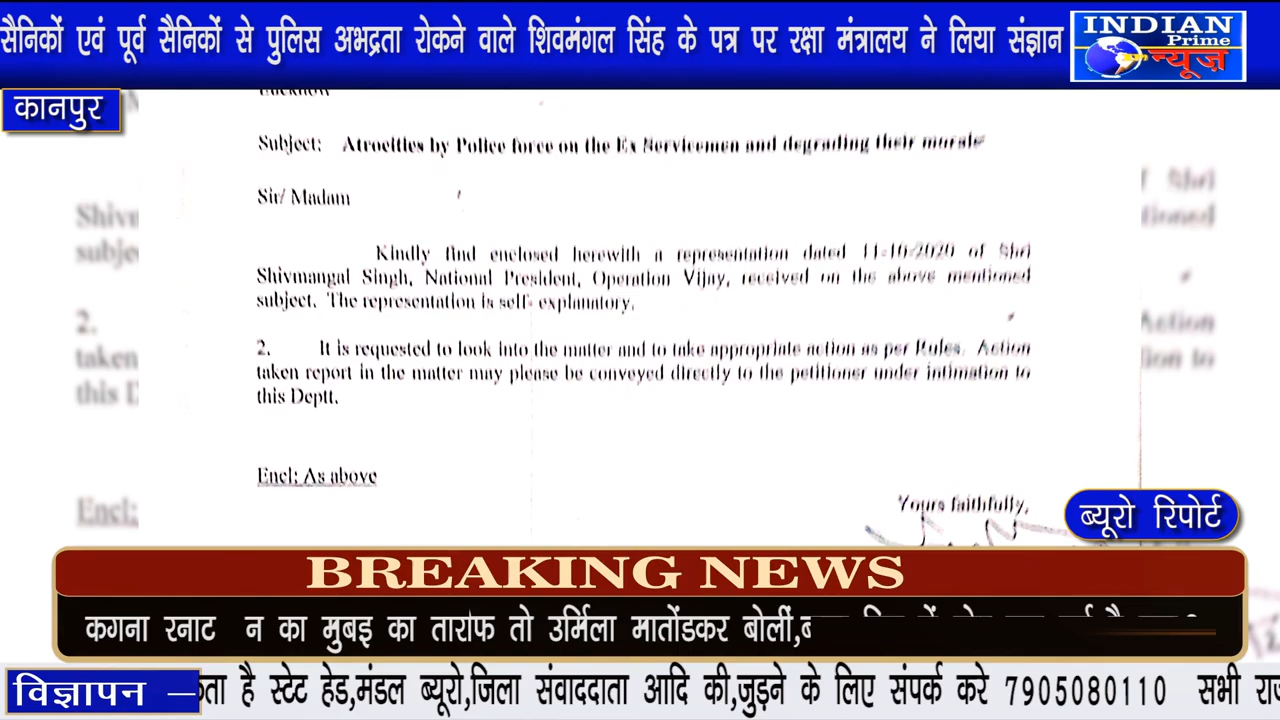 सैनिकों एवं पूर्व सैनिकों से पुलिस अभद्रता रोकने वाले शिवमंगल सिंह के पत्र पर रक्षा मंत्रालय ने लिया संज्ञान
INDIAN
Prime
न्यूज़
कानपुर
Subject: Atrocities by Police force on the Ex Servicemen and degrading their morale
Sir/ Madam
Kindly find enclosed herewith a representation dated 11-10-2020 of Shri
Shivmangal Singh, National President, Operation Vijay, received on the above mentioned
subject. The representation is self- explanatory.
2. It is requested to look into the matter and to take appropriate action as per Rules. Action
taken report in the matter may please be conveyed directly to the petitioner under intimation to
this Deptt.
Encl: As above
Yours faithfully,
ब्यूरो रिपोर्ट
BREAKING NEWS
न का मुबइ का तारीफ तो उर्मिला मातोंडकर बोलीं,
विज्ञापन —
है स्टेट हेड,मंडल ब्यूरो,जिला संवाददाता आदि की,जुड़ने के लिए संपर्क करे 7905080110 सभी